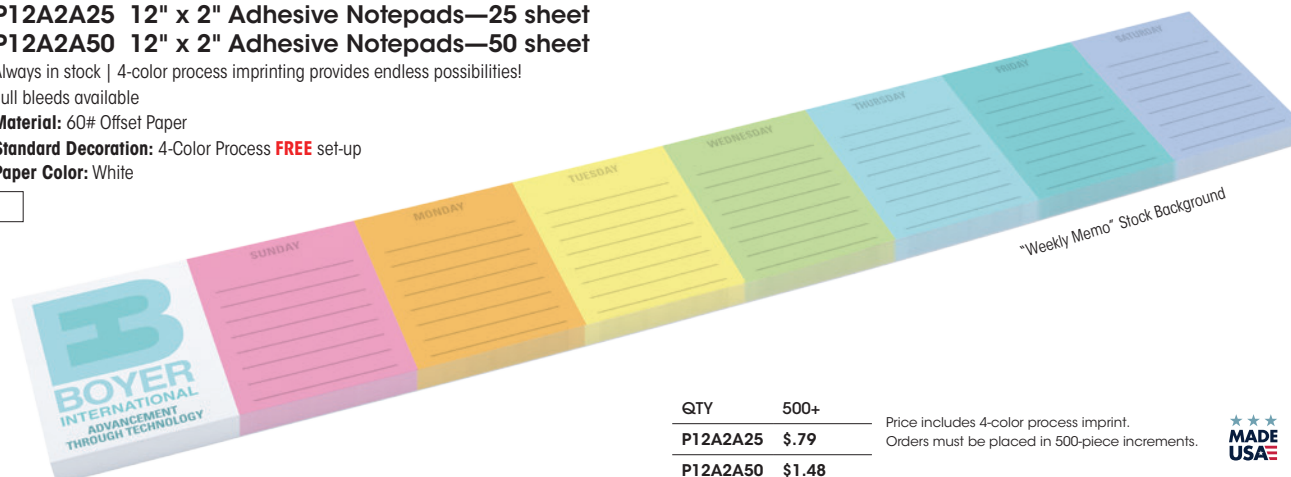 P12A2A25 12" x 2" Adhesive Notepads—25 sheet
P12A2A50 12" x 2" Adhesive Notepads—50 sheet
Always in stock | 4-color process imprinting provides endless possibilities!
Full bleeds available
Material: 60# Offset Paper
Standard Decoration: 4-Color Process FREE set-up
Paper Color: White
SATURDAY
FRIDAY
THURSDAY
WEDNESDAY
TUESDAY
MONDAY
SUNDAY
"Weekly Memo" Stock Background
B
BOYER
INTERNATIONAL
ADVANCEMENT
THROUGH TECHNOLOGY
QTY 500+
P12A2A25 $.79
P12A2A50 $1.48
Price includes 4-color process imprint.
Orders must be placed in 500-piece increments.
MADE
USA